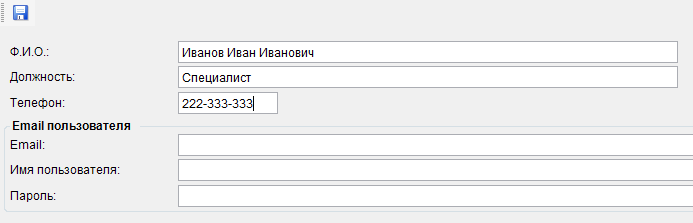 Ф.И.О.: Иванов Иван Иванович
Должность: Специалист
Телефон: 222-333-333
Email пользователя
Email:
Имя пользователя:
Пароль: